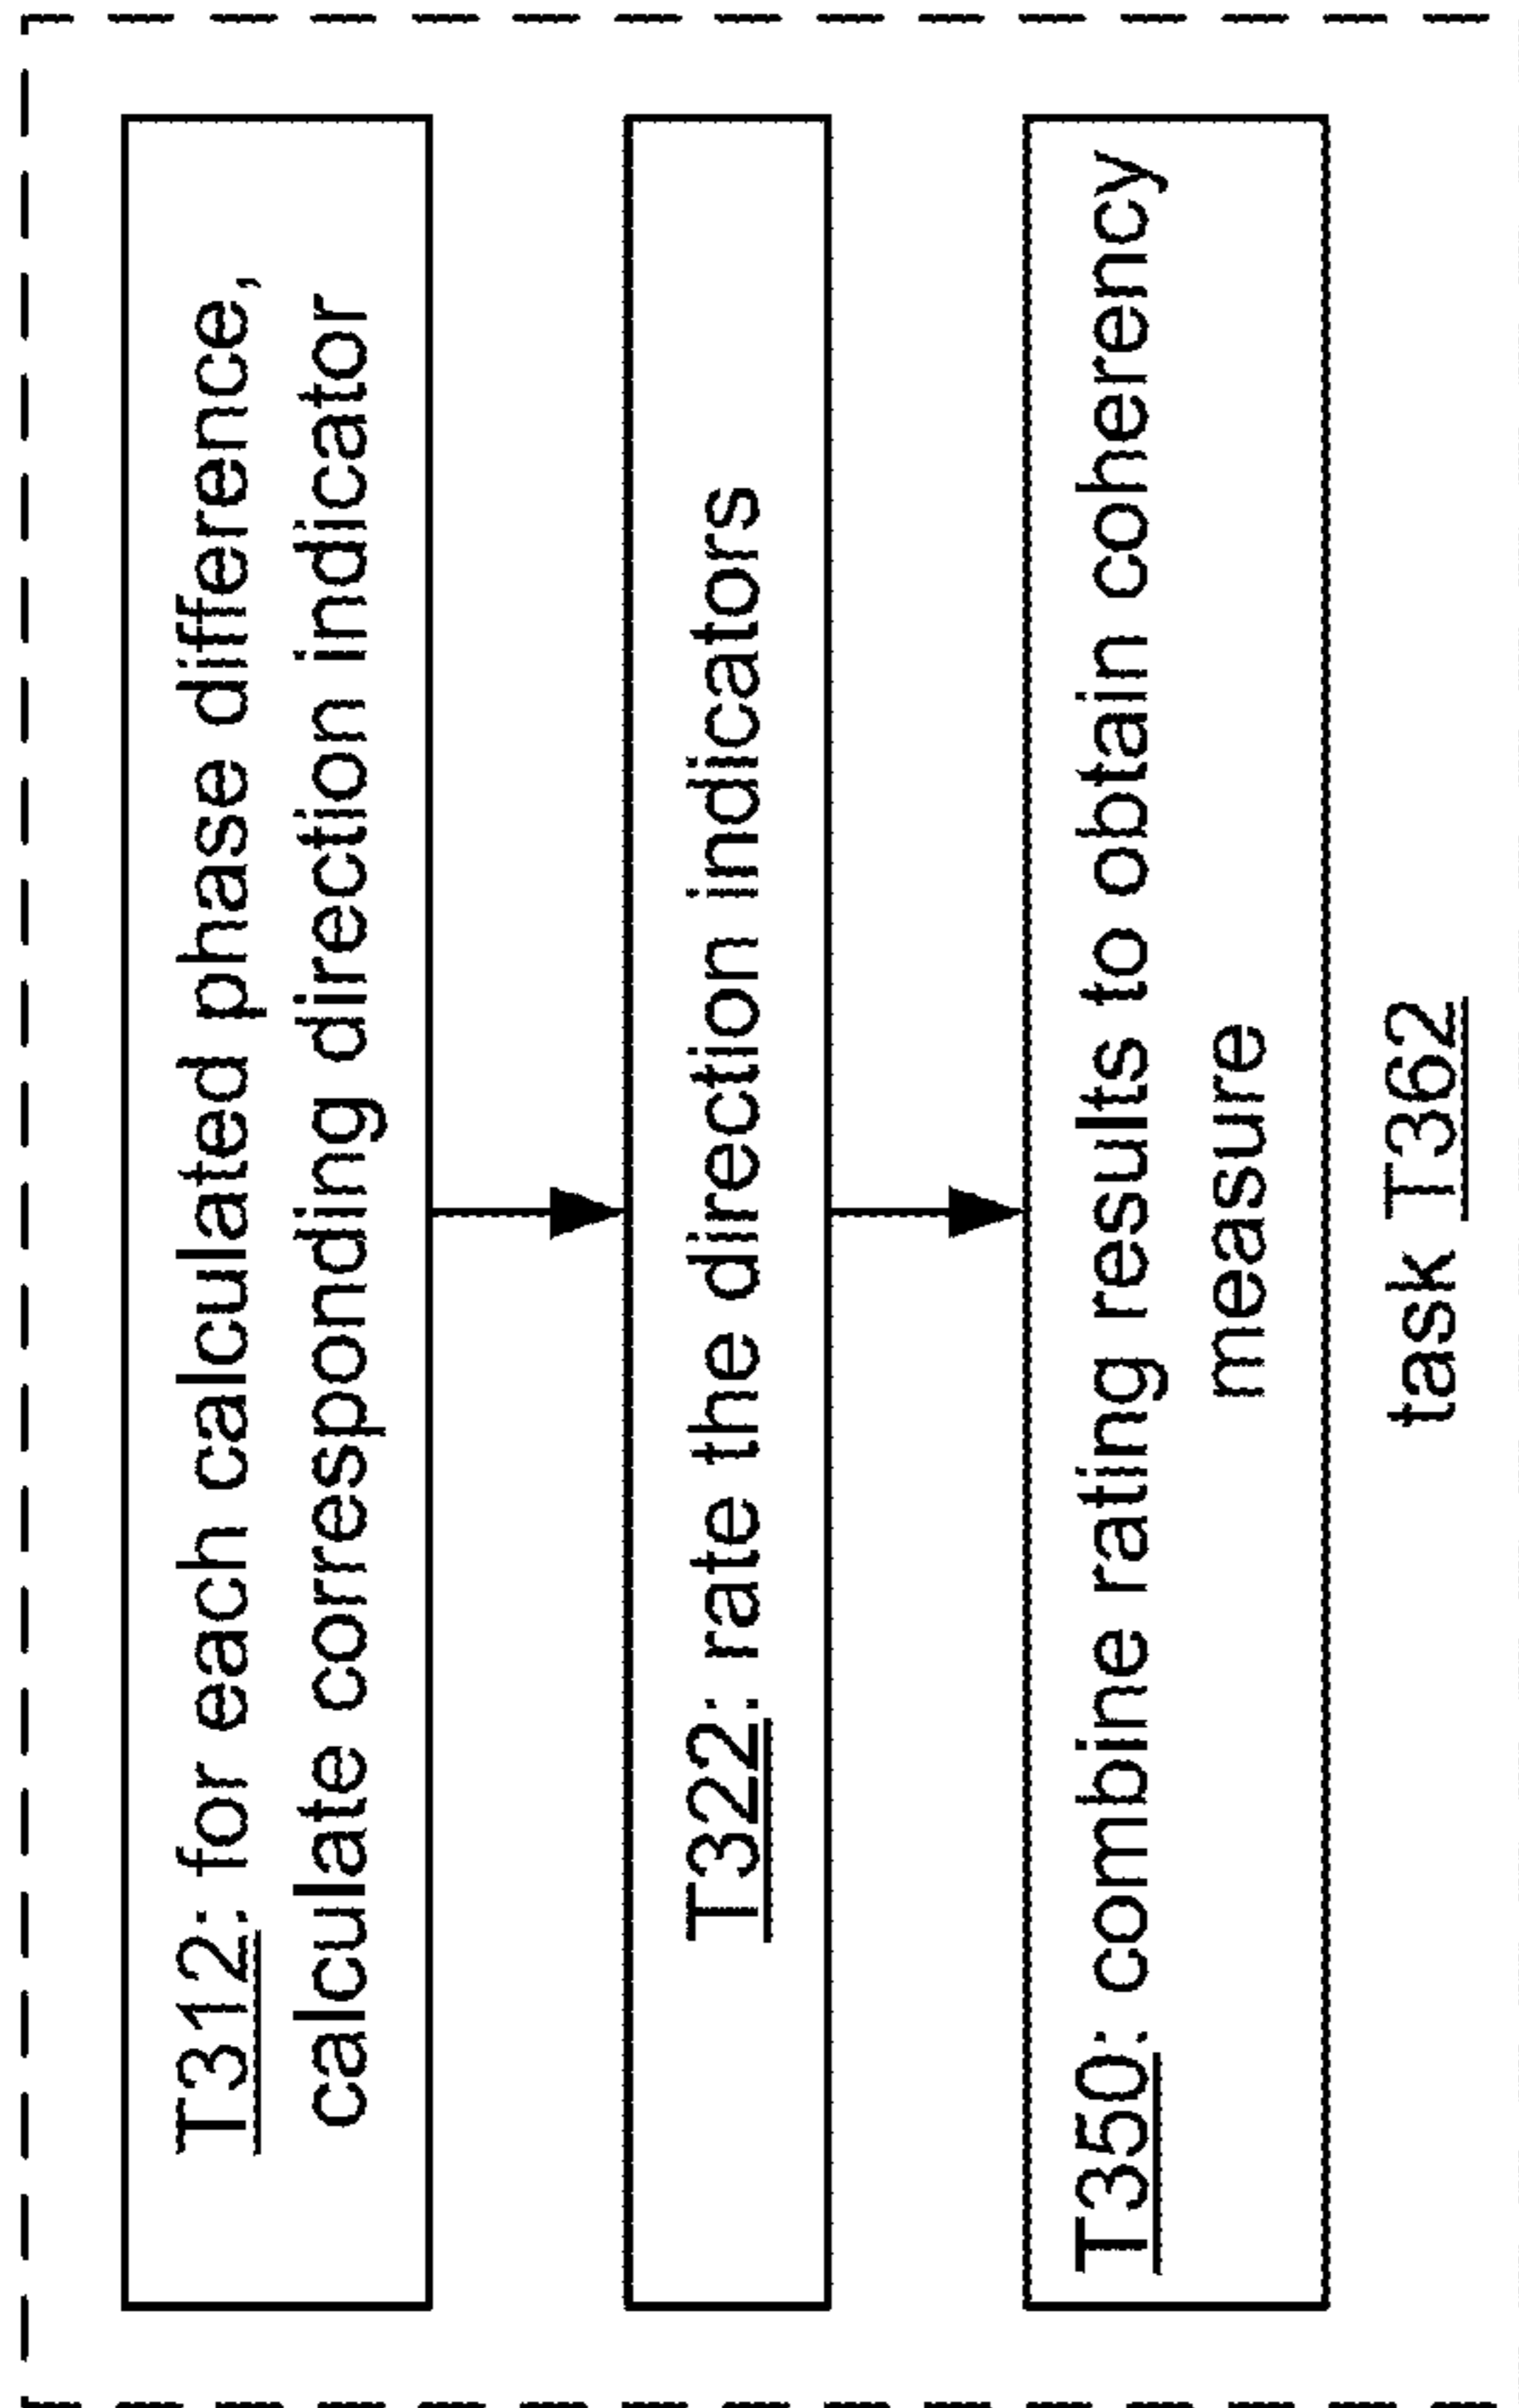 T312: for each calculated phase difference,
calculate corresponding direction indicator
T322: rate the direction indicators
T350: combine rating results to obtain coherency
measure
task T362